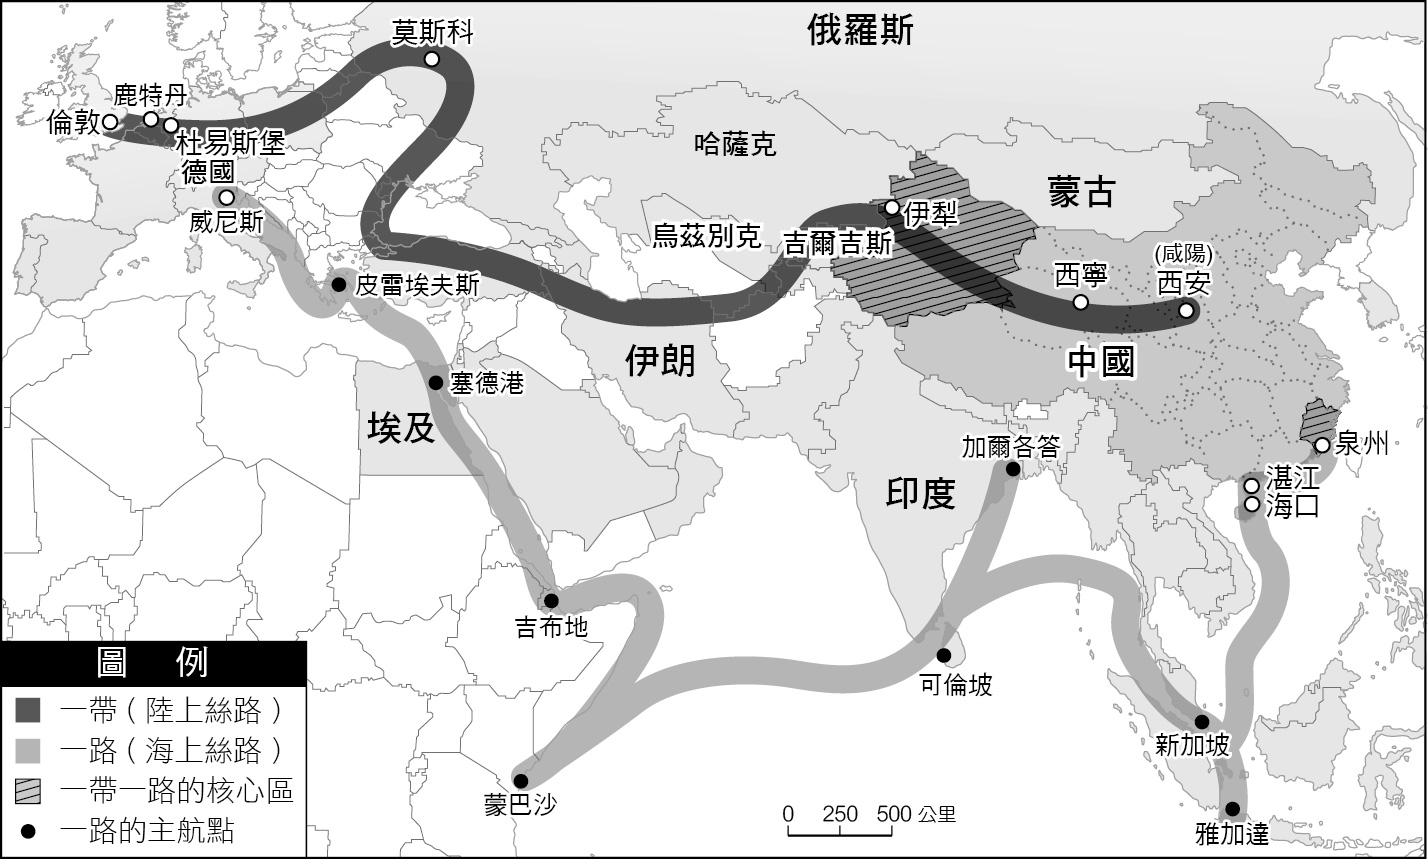 俄羅斯
莫斯科
鹿特丹
倫敦
杜易斯堡
德國
威尼斯
哈薩克
蒙古
伊犁
烏茲別克
吉爾吉斯
(咸陽)
西寧
西安
皮雷埃夫斯
伊朗
中國
塞德港
埃及
加爾各答
泉州
印度
湛江
海口
吉布地
可倫坡
新加坡
蒙巴沙
雅加達
0 250 500 公里
圖 例
一帶(陸上絲路)
一路(海上絲路)
一帶一路的核心區
一路的主航點